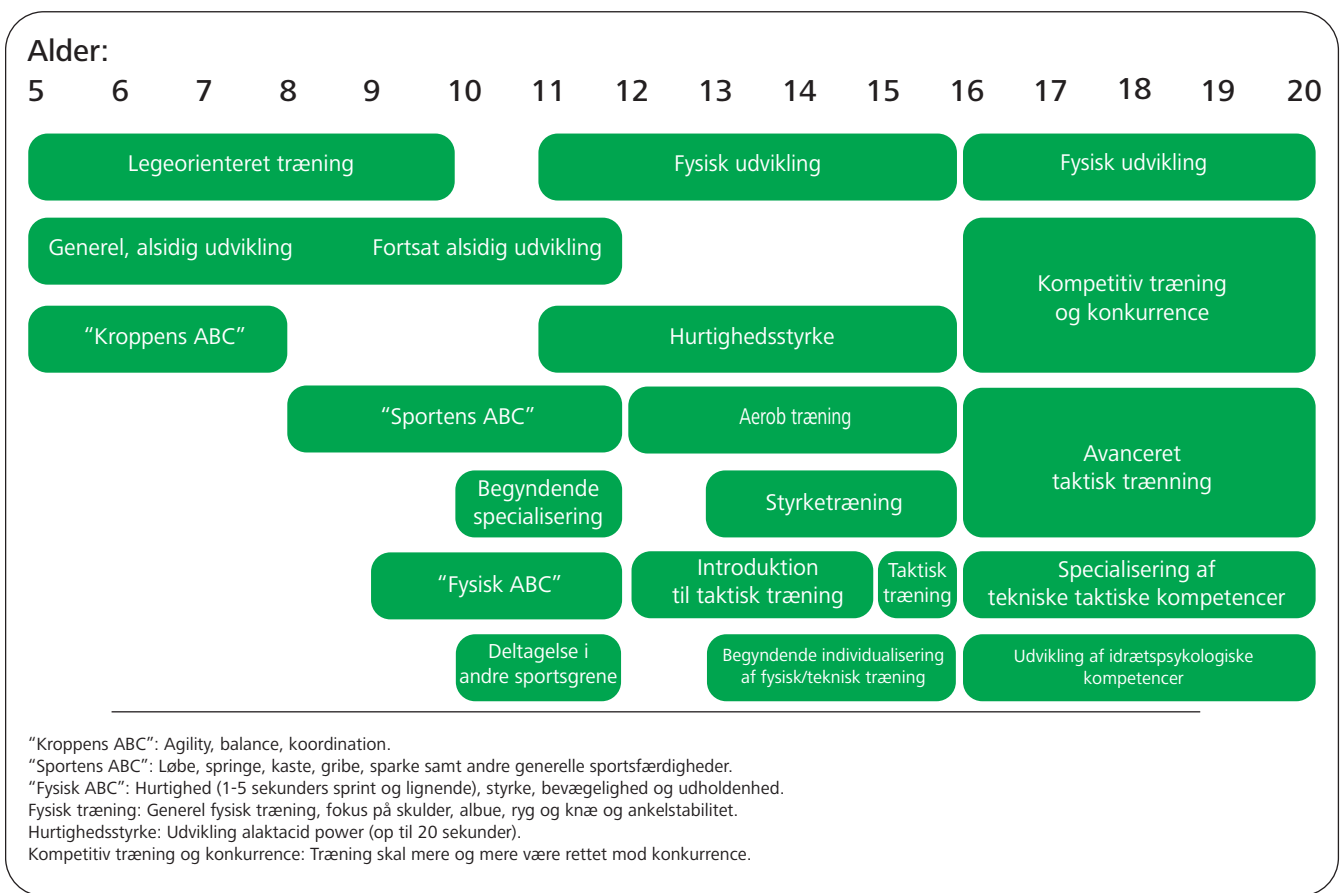 Alder:
5 6 7 8 9 10 11 12 13 14 15 16 17 18 19 20
Legeorienteret træning
Fysisk udvikling
Fysisk udvikling
Generel, alsidig udvikling
Fortsat alsidig udvikling
Kompetitiv træning
og konkurrence
“Kroppens ABC”
Hurtighedsstyrke
“Sportens ABC”
Aerob træning
Avanceret
taktisk trænning
Begyndende
specialisering
Styrketræning
“Fysisk ABC”
Introduktion
til taktisk træning
Taktisk
træning
Specialisering af
tekniske taktiske kompetencer
Deltagelse i
andre sportsgrene
Begyndende individualisering
af fysisk/teknisk træning
Udvikling af idrætspsykologiske
kompetencer
“Kroppens ABC”: Agility, balance, koordination.
“Sportens ABC”: Løbe, springe, kaste, gribe, sparke samt andre generelle sportsfærdigheder.
“Fysisk ABC”: Hurtighed (1-5 sekunders sprint og lignende), styrke, bevægelighed og udholdenhed.
Fysisk træning: Generel fysisk træning, fokus på skulder, albue, ryg og knæ og ankelstabilitet.
Hurtighedsstyrke: Udvikling alaktacid power (op til 20 sekunder).
Kompetitiv træning og konkurrence: Træning skal mere og mere være rettet mod konkurrence.